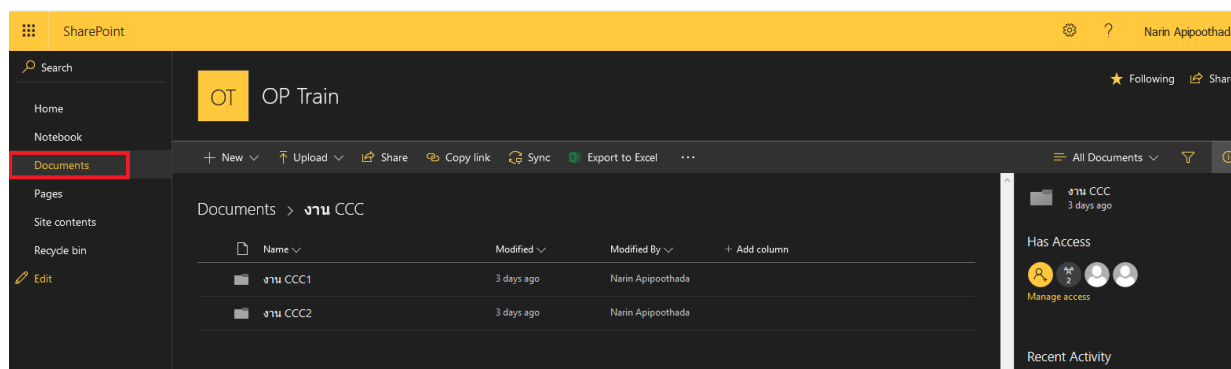 SharePoint
?
Narin Apipoothad
Search
Home
Notebook
Documents
Pages
Site contents
Recycle bin
Edit
OT
OP Train
Following
Shar
+ New
Upload
Share
Copy link
Sync
Export to Excel
...
All Documents
Documents > งาน CCC
Name
Modified
Modified By
+ Add column
งาน CCC1
3 days ago
Narin Apipoothada
งาน CCC2
3 days ago
Narin Apipoothada
งาน CCC
3 days ago
Has Access
2
Manage access
Recent Activity